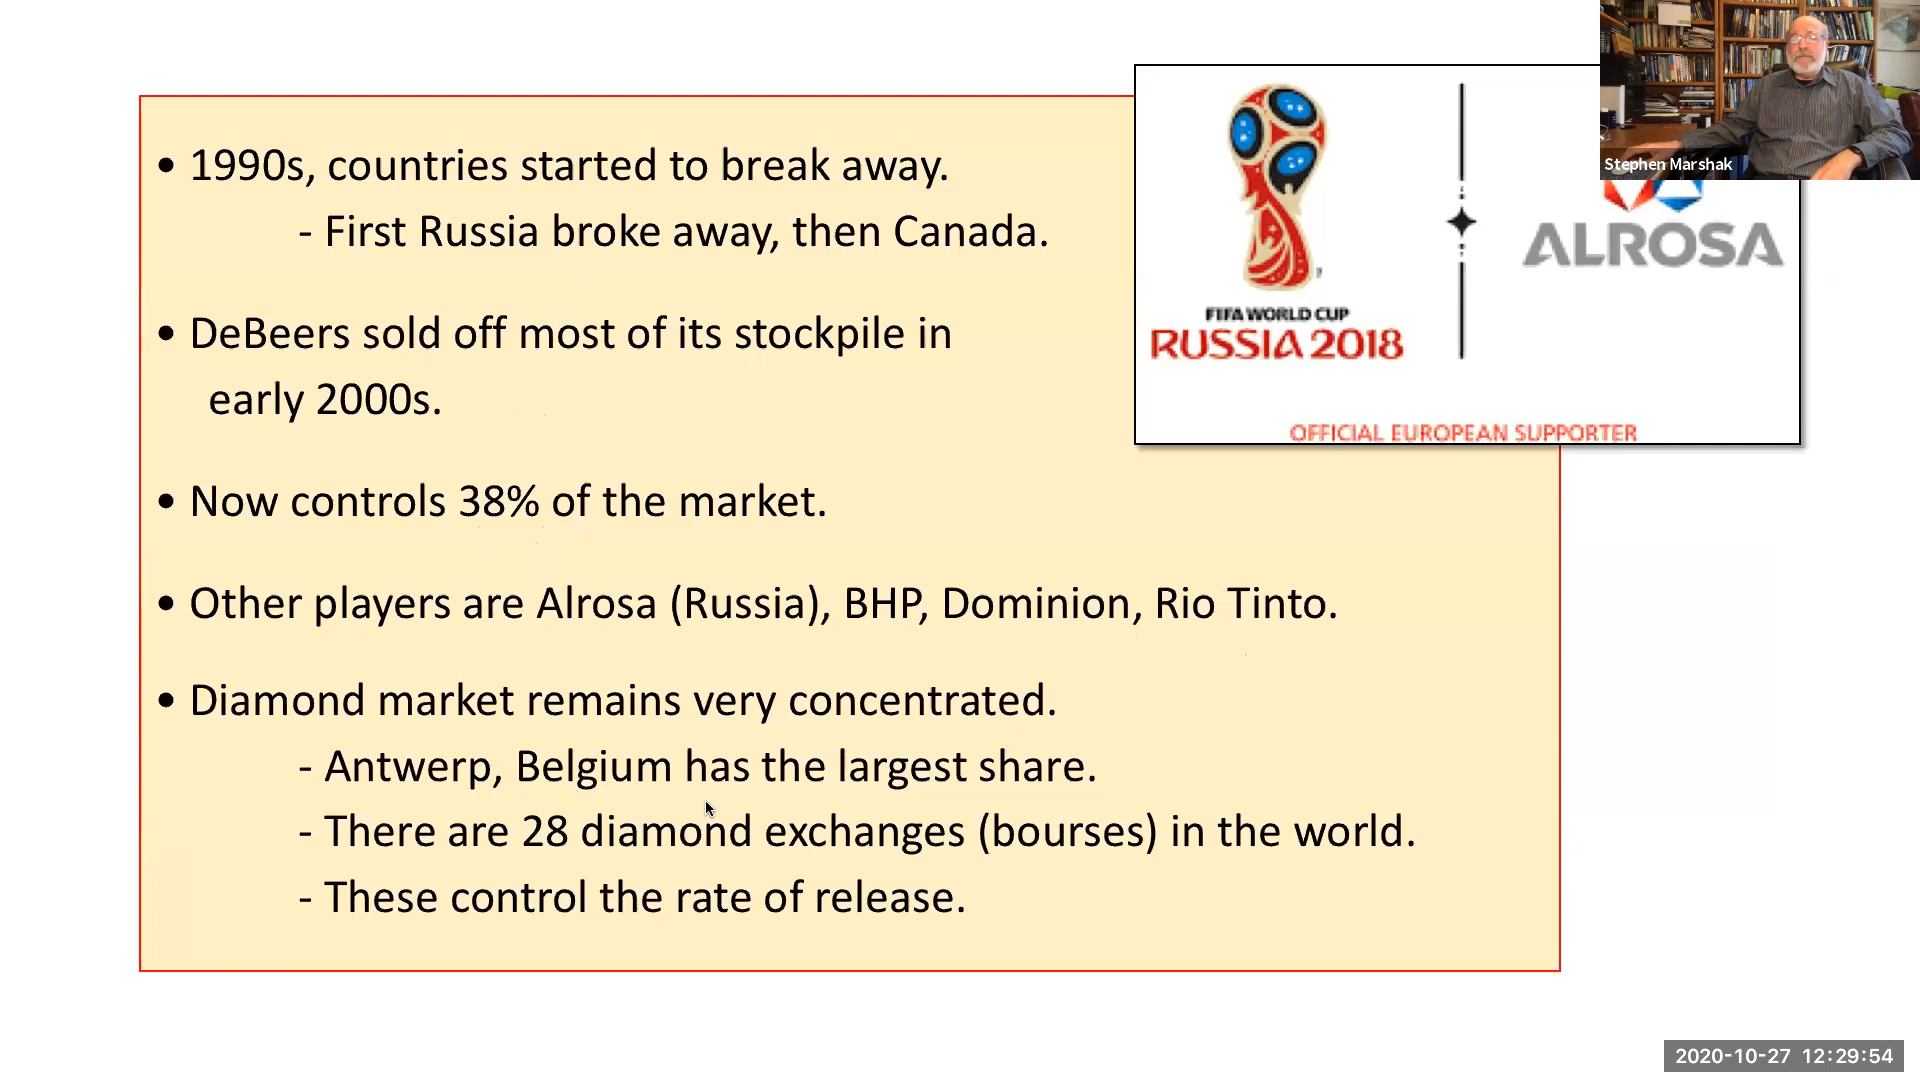 • 1990s, countries started to break away.
- First Russia broke away, then Canada.
• DeBeers sold off most of its stockpile in
early 2000s.
• Now controls 38% of the market.
• Other players are Alrosa (Russia), BHP, Dominion, Rio Tinto.
• Diamond market remains very concentrated.
- Antwerp, Belgium has the largest share.
- There are 28 diamond exchanges (bourses) in the world.
- These control the rate of release.
FIFA WORLD CUP
RUSSIA 2018
ALROSA
OFFICIAL EUROPEAN SUPPORTER
Stephen Marshak
2020-10-27 12:29:54